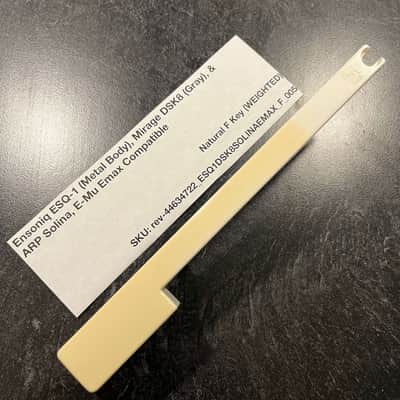 Ensoniq ESQ-1 (Metal Body), Mirage DSK8 (Gray), &
ARP Solina, E-Mu Emax Compatible
Natural F Key (WEIGHTED)
SKU: rev-44634722_ESQ1DSK8SOLINAEMAX_F_005